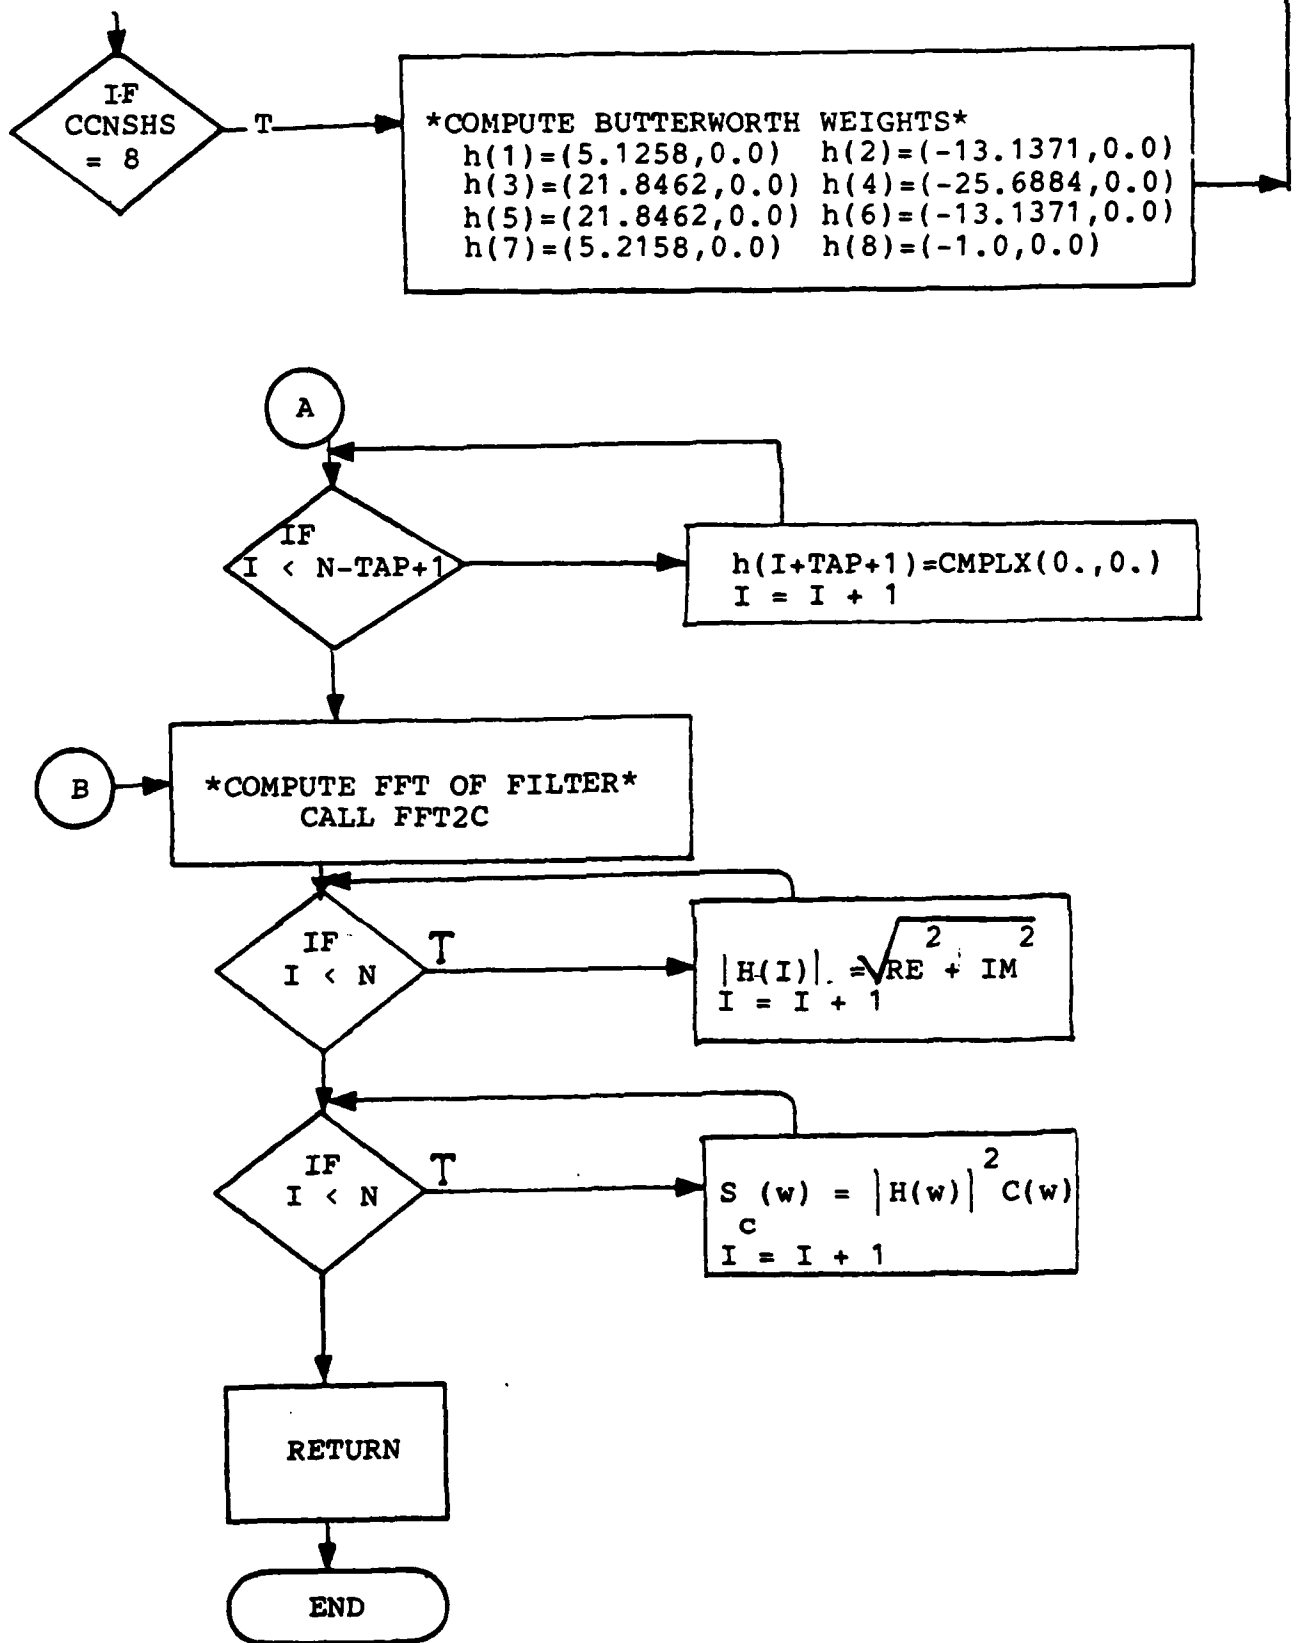 IF
CCNSHS
= 8
T
*COMPUTE BUTTERWORTH WEIGHTS*
h(1)=(5.1258,0.0) h(2)=(-13.1371,0.0)
h(3)=(21.8462,0.0) h(4)=(-25.6884,0.0)
h(5)=(21.8462,0.0) h(6)=(-13.1371,0.0)
h(7)=(5.2158,0.0) h(8)=(-1.0,0.0)
A
IF
I < N-TAP+1
h(I+TAP+1)=CMPLX(0.,0.)
I = I + 1
B
*COMPUTE FFT OF FILTER*
CALL FFT2C
IF
I < N
T
|H(I)| = √RE² + IM²
I = I + 1
IF
I < N
T
S_c(w) = |H(w)|² C(w)
I = I + 1
RETURN
END